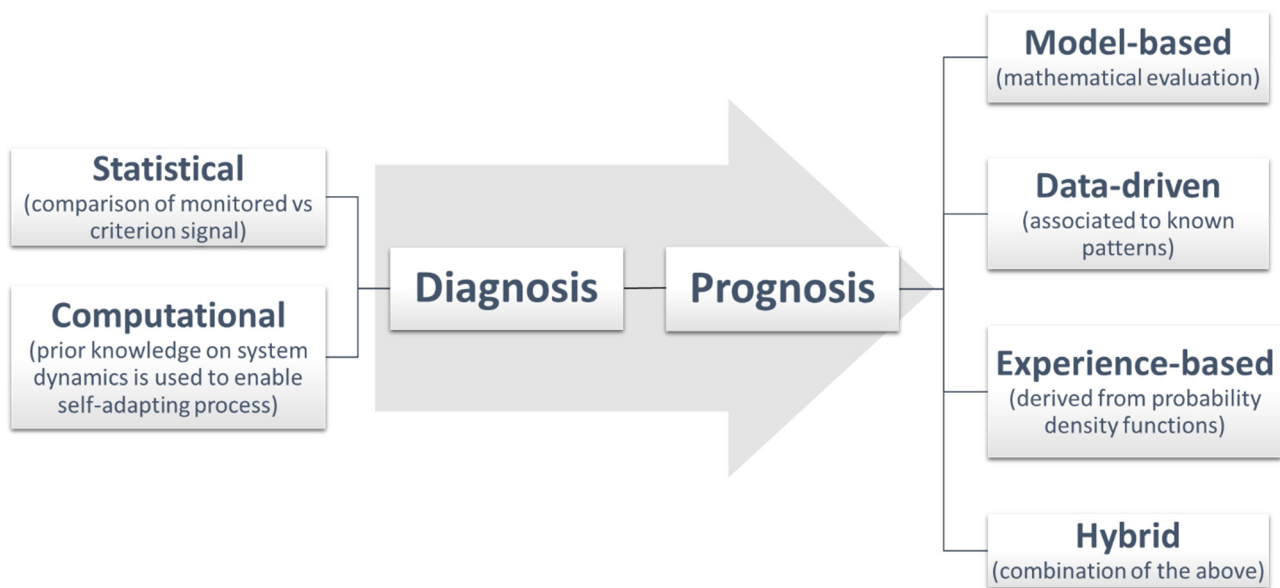 Statistical
(comparison of monitored vs
criterion signal)
Computational
(prior knowledge on system
dynamics is used to enable
self-adapting process)
Diagnosis
Prognosis
Model-based
(mathematical evaluation)
Data-driven
(associated to known
patterns)
Experience-based
(derived from probability
density functions)
Hybrid
(combination of the above)